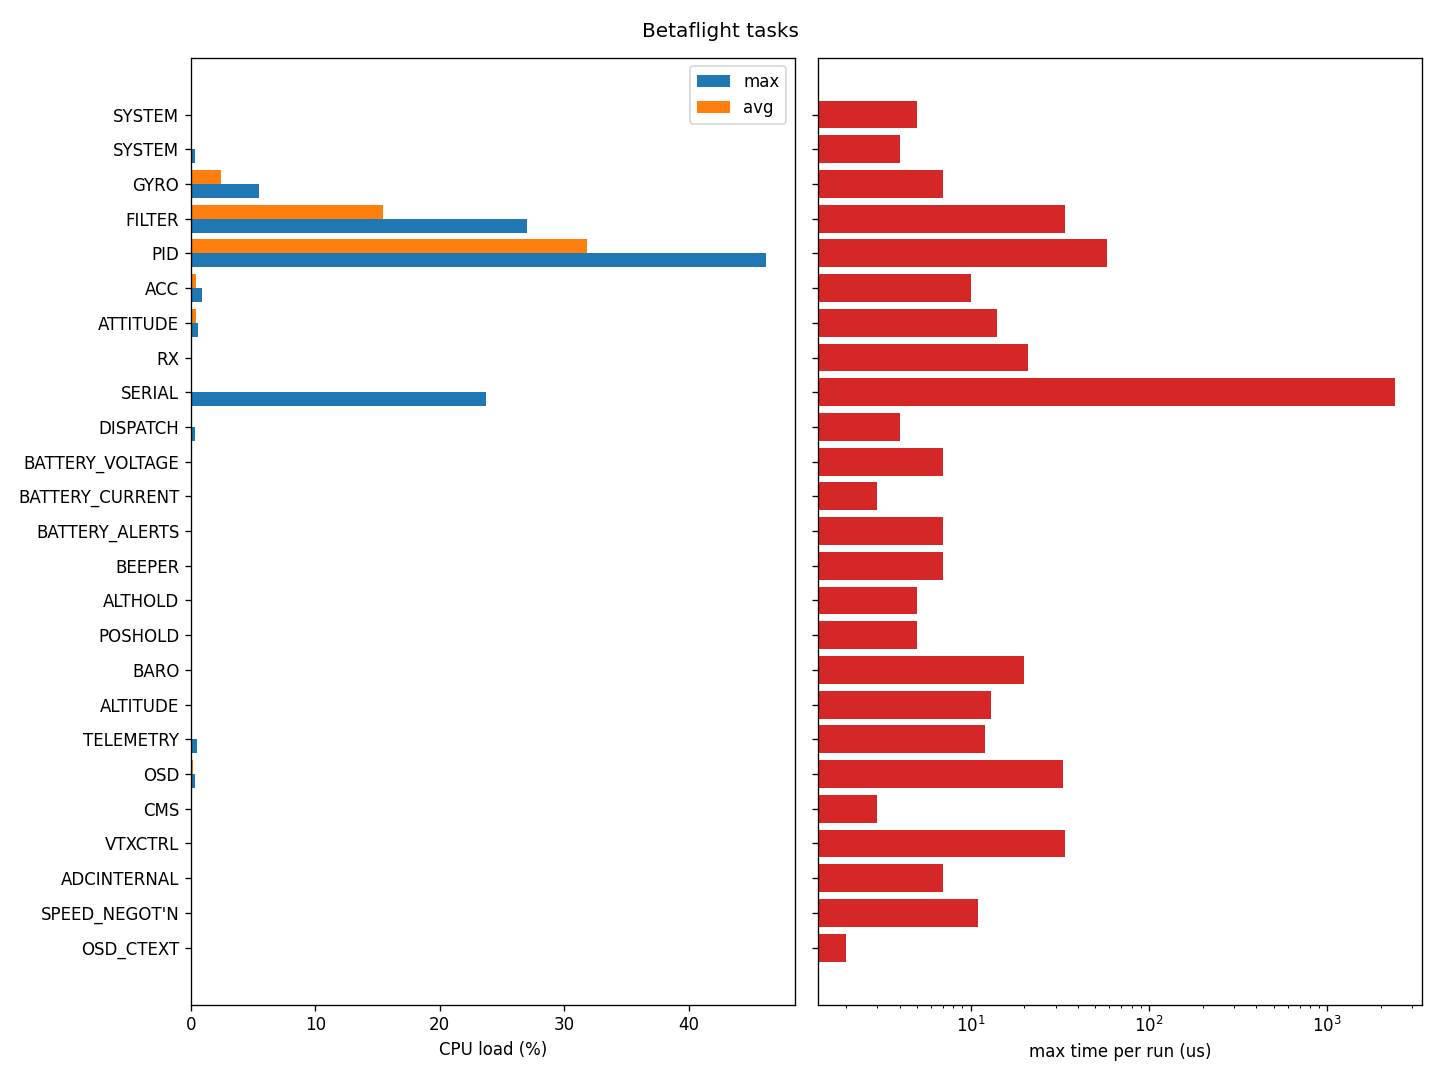 Betaflight tasks
max
avg
SYSTEM
SYSTEM
GYRO
FILTER
PID
ACC
ATTITUDE
RX
SERIAL
DISPATCH
BATTERY_VOLTAGE
BATTERY_CURRENT
BATTERY_ALERTS
BEEPER
ALTHOLD
POSHOLD
BARO
ALTITUDE
TELEMETRY
OSD
CMS
VTXCTRL
ADCINTERNAL
SPEED_NEGOT'N
OSD_CTEXT
0 10 20 30 40
CPU load (%)
10¹ 10² 10³
max time per run (us)